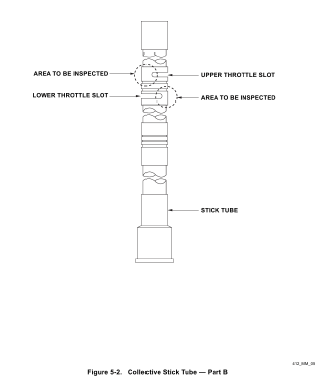 AREA TO BE INSPECTED
UPPER THROTTLE SLOT
LOWER THROTTLE SLOT
AREA TO BE INSPECTED
STICK TUBE
Figure 5-2. Collective Stick Tube — Part B